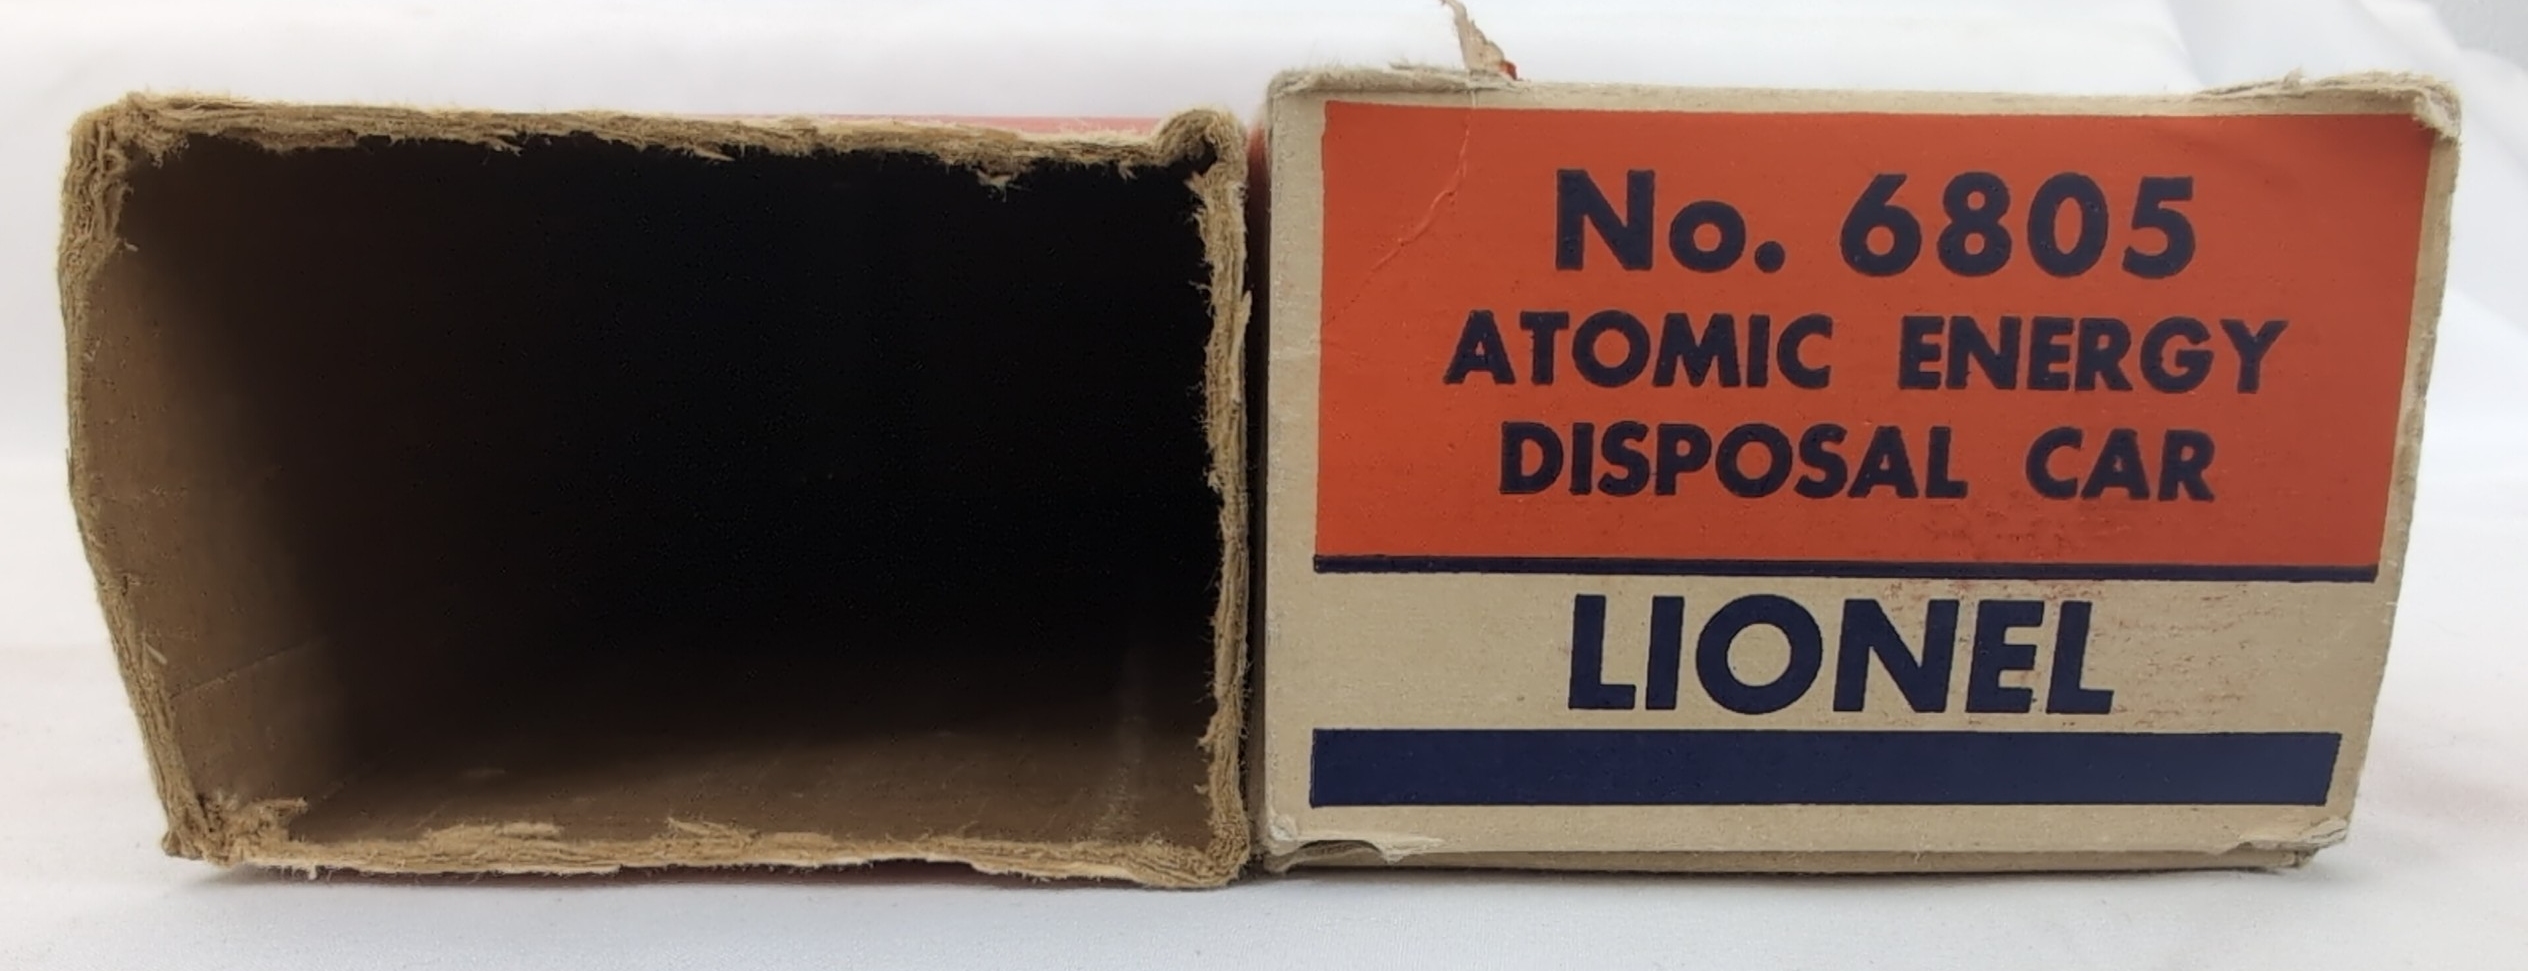 No. 6805
ATOMIC ENERGY
DISPOSAL CAR
LIONEL